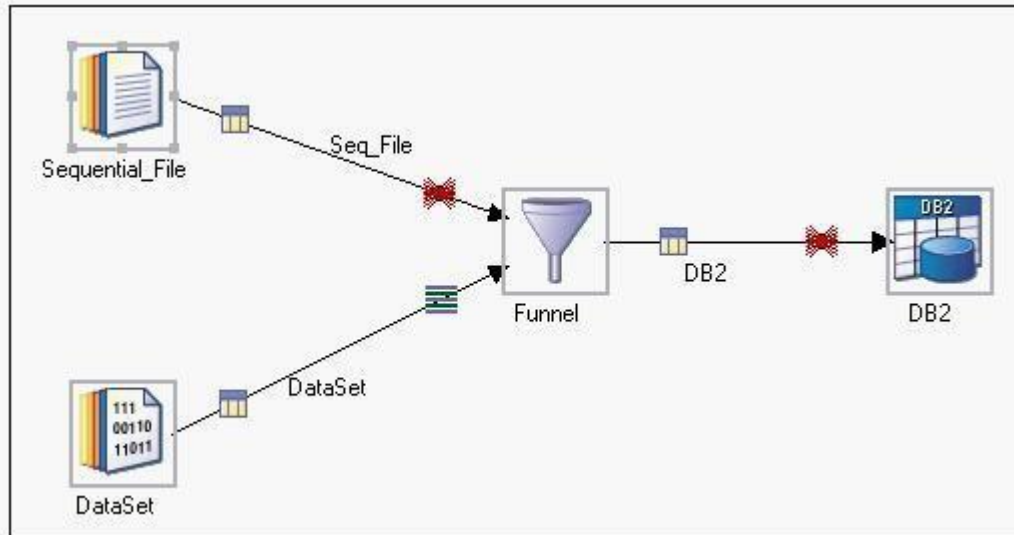 Sequential_File
Seq_File
DB2
Funnel
DB2
DB2
DataSet
111
00110
11011
DataSet